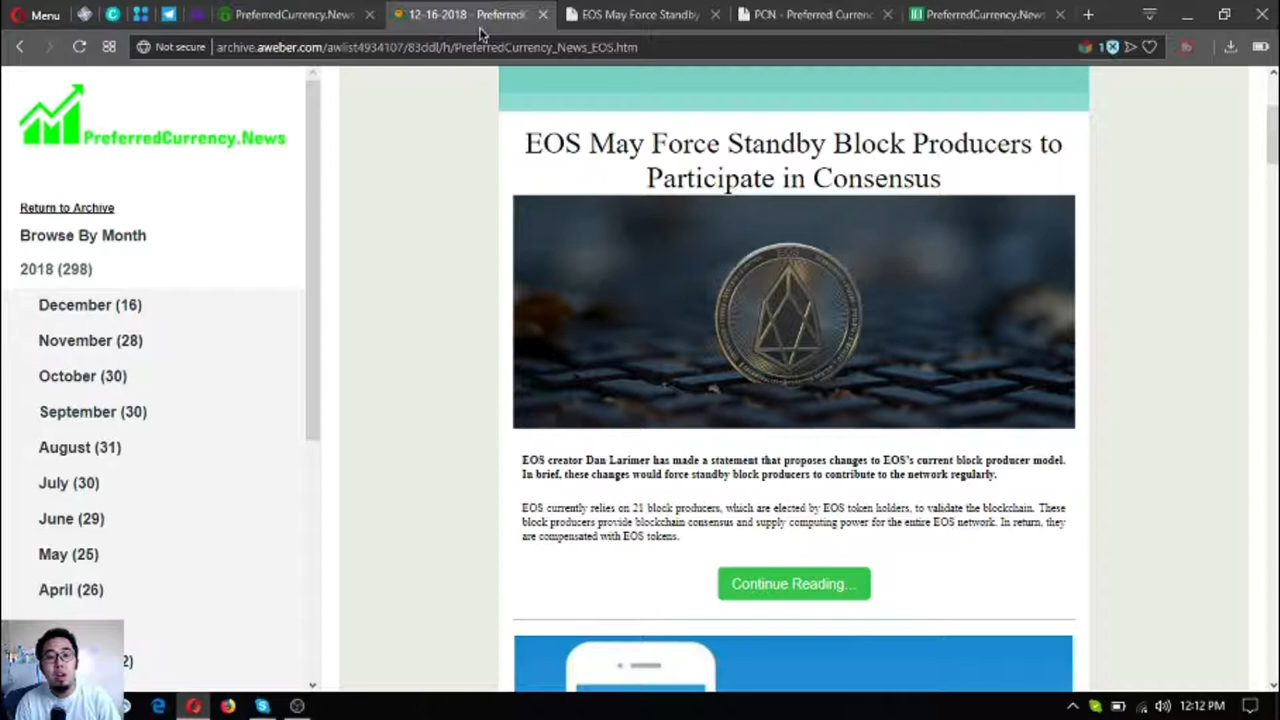 Menu
PreferredCurrency.News
12-16-2018 - Preferred
EOS May Force Standby
PCN - Preferred Curren
PreferredCurrency.News
Not secure
archive.aweber.com/awlist4934107/83ddl/h/PreferredCurrency_News_EOS.htm
1
PreferredCurrency.News
Return to Archive
Browse By Month
2018 (298)
December (16)
November (28)
October (30)
September (30)
August (31)
July (30)
June (29)
May (25)
April (26)
2)
EOS May Force Standby Block Producers to
Participate in Consensus
EOS
EOS creator Dan Larimer has made a statement that proposes changes to EOS's current block producer model.
In brief, these changes would force standby block producers to contribute to the network regularly.
EOS currently relies on 21 block producers, which are elected by EOS token holders, to validate the blockchain. These
block producers provide blockchain consensus and supply computing power for the entire EOS network. In return, they
are compensated with EOS tokens.
Continue Reading...
12:12 PM